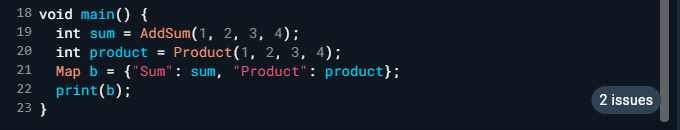 18 void main() {
19   int sum = AddSum(1, 2, 3, 4);
20   int product = Product(1, 2, 3, 4);
21   Map b = {"Sum": sum, "Product": product};
22   print(b);
23 }
2 issues